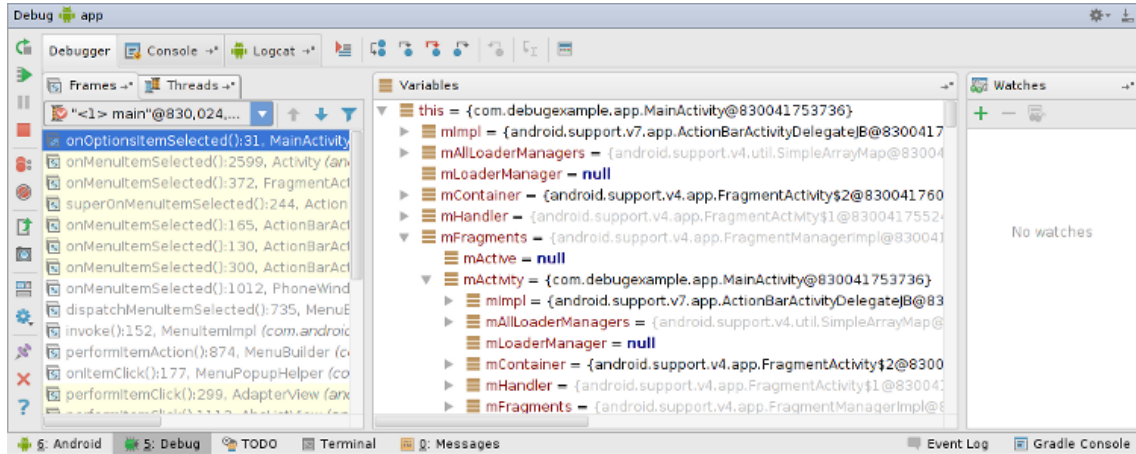 Debug app
Debugger Console Logcat
Frames Threads
"<1> main"@830,024,...
onOptionsItemSelected():31, MainActivity
onMenuItemSelected():2599, Activity (an
onMenuItemSelected():372, FragmentAct
superOnMenuItemSelected():244, Action
onMenuItemSelected():165, ActionBarAct
onMenuItemSelected():130, ActionBarAct
onMenuItemSelected():300, ActionBarAct
onMenuItemSelected():1012, PhoneWind
dispatchMenuItemSelected():735, MenuE
invoke():152, MenuItemImpl (com.android
performItemAction():874, MenuBuilder (c
onItemClick():177, MenuPopupHelper (co
performItemClick():299, AdapterView (an
Variables
this = {com.debugexample.app.MainActivity@830041753736}
mImpl = {android.support.v7.app.ActionBarActivityDelegateJB@8300417
mAllLoaderManagers = {android.support.v4.util.SimpleArrayMap@83004
mLoaderManager = null
mContainer = {android.support.v4.app.FragmentActivity$2@830041760
mHandler = {android.support.v4.app.FragmentActivity$1@83004175524
mFragments = {android.support.v4.app.FragmentManagerImpl@830041
mActive = null
mActivity = {com.debugexample.app.MainActivity@830041753736}
mImpl = {android.support.v7.app.ActionBarActivityDelegateJB@83
mAllLoaderManagers = {android.support.v4.util.SimpleArrayMap@
mLoaderManager = null
mContainer = {android.support.v4.app.FragmentActivity$2@8300
mHandler = {android.support.v4.app.FragmentActivity$1@830041
mFragments = {android.support.v4.app.FragmentManagerImpl@8
Watches
No watches
6: Android 5: Debug TODO Terminal 0: Messages Event Log Gradle Console